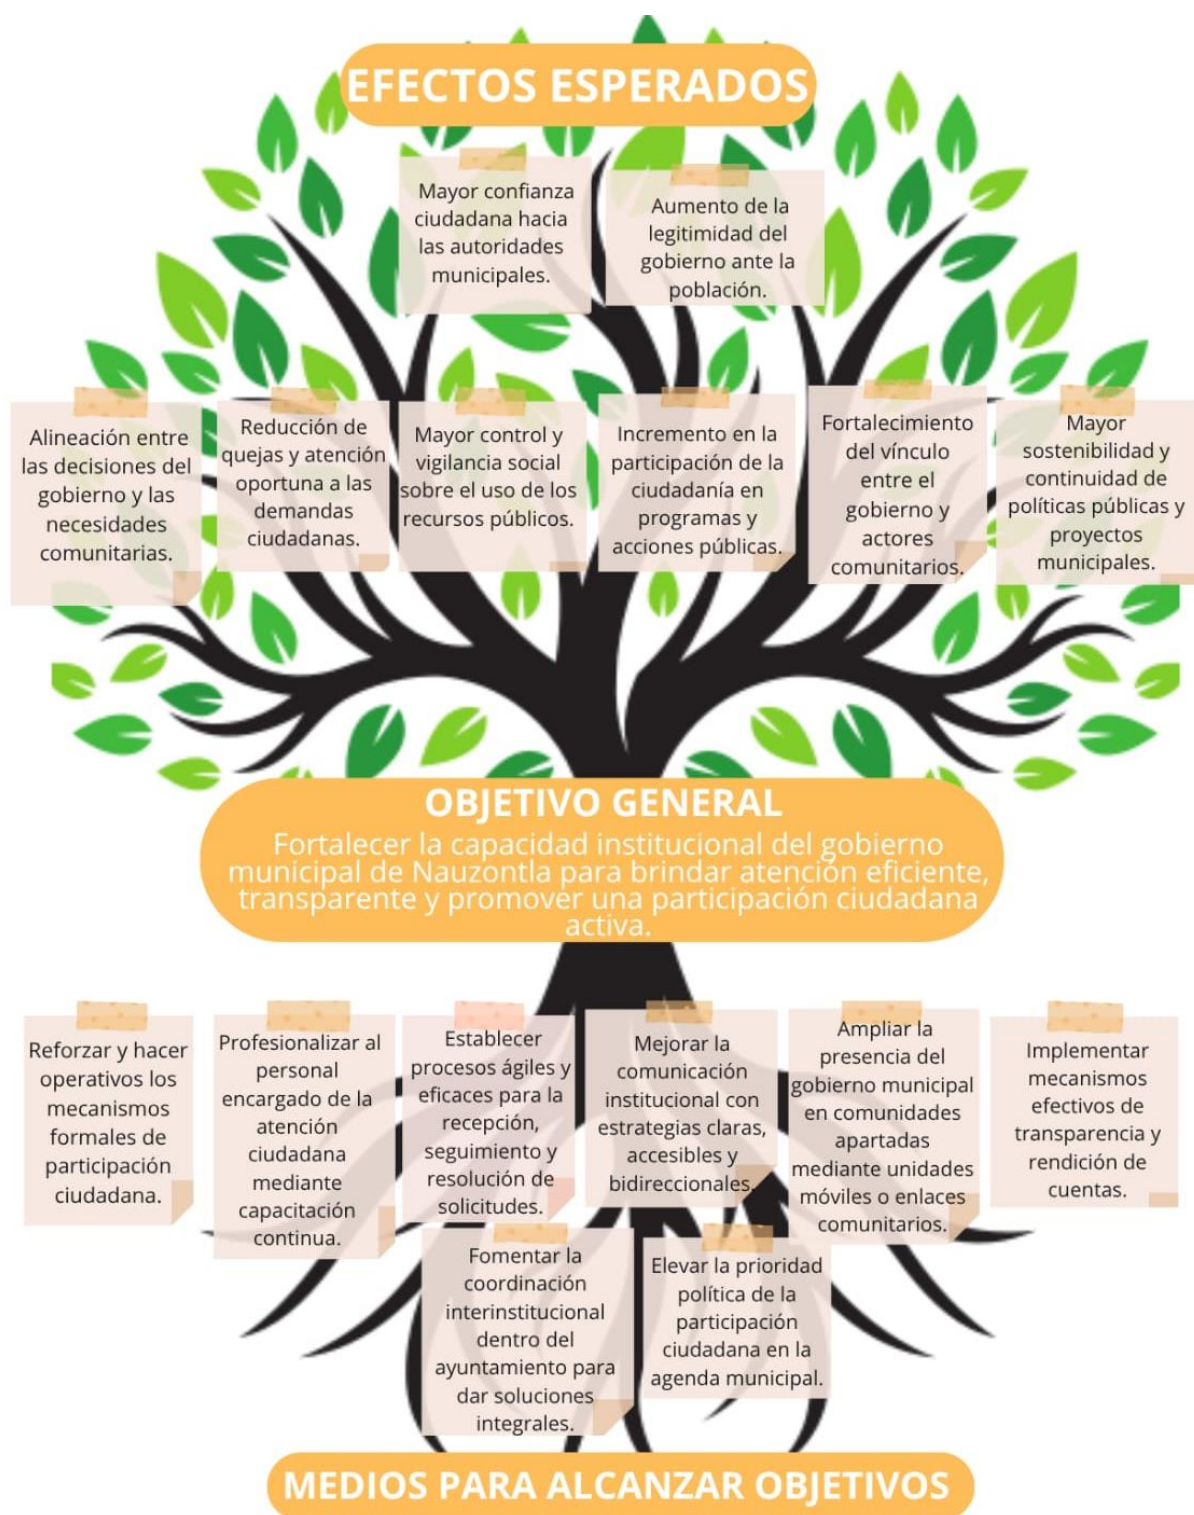 EFECTOS ESPERADOS
Mayor confianza
ciudadana hacia
las autoridades
municipales.
Aumento de la
legitimidad del
gobierno ante la
población.
Alineación entre
las decisiones del
gobierno y las
necesidades
comunitarias.
Reducción de
quejas y atención
oportuna a las
demandas
ciudadanas.
Mayor control y
vigilancia social
sobre el uso de los
recursos públicos.
Incremento en la
participación de la
ciudadanía en
programas y
acciones públicas.
Fortalecimiento
del vínculo
entre el
gobierno y
actores
comunitarios.
Mayor
sostenibilidad y
continuidad de
políticas públicas y
proyectos
municipales.
OBJETIVO GENERAL
Fortalecer la capacidad institucional del gobierno
municipal de Nauzontla para brindar atención eficiente,
transparente y promover una participación ciudadana
activa.
Reforzar y hacer
operativos los
mecanismos
formales de
participación
ciudadana.
Profesionalizar al
personal
encargado de la
atención
ciudadana
mediante
capacitación
continua.
Establecer
procesos ágiles y
eficaces para la
recepción,
seguimiento y
resolución de
solicitudes.
Mejorar la
comunicación
institucional con
estrategias claras,
accesibles y
bidireccionales.
Ampliar la
presencia del
gobierno municipal
en comunidades
apartadas
mediante unidades
móviles o enlaces
comunitarios.
Implementar
mecanismos
efectivos de
transparencia y
rendición de
cuentas.
Fomentar la
coordinación
interinstitucional
dentro del
ayuntamiento para
dar soluciones
integrales.
Elevar la prioridad
política de la
participación
ciudadana en la
agenda municipal.
MEDIOS PARA ALCANZAR OBJETIVOS